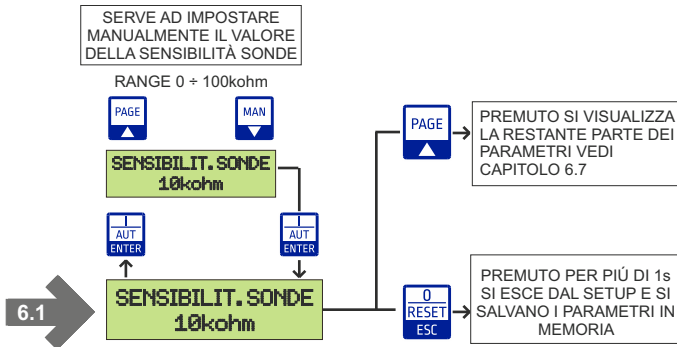 SERVE AD IMPOSTARE
MANUALMENTE IL VALORE
DELLA SENSIBILITÀ SONDE
RANGE 0 ÷ 100kohm
PAGE
MAN
SENSIBILIT.SONDE
10kohm
I
AUT
ENTER
I
AUT
ENTER
6.1
SENSIBILIT.SONDE
10kohm
PAGE
PREMUTO SI VISUALIZZA
LA RESTANTE PARTE DEI
PARAMETRI VEDI
CAPITOLO 6.7
0
RESET
ESC
PREMUTO PER PIÚ DI 1s
SI ESCE DAL SETUP E SI
SALVANO I PARAMETRI IN
MEMORIA